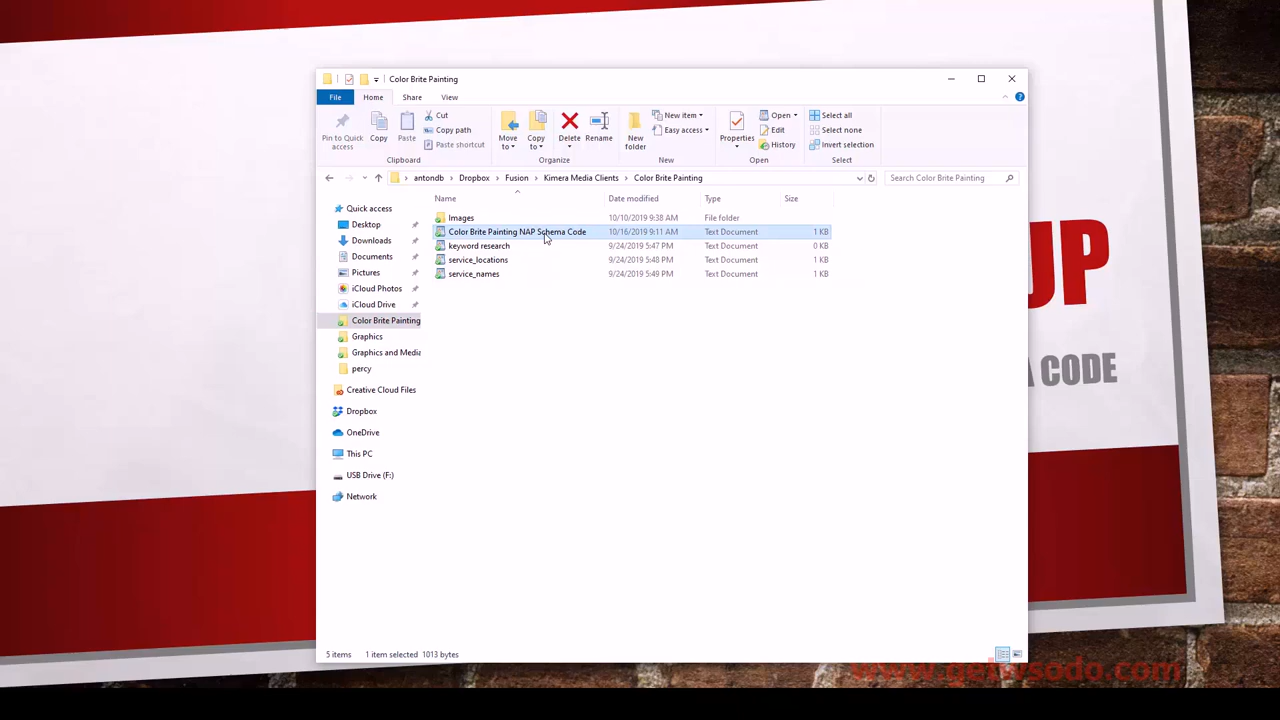 Color Brite Painting
File Home Share View
Pin to Quick access
Copy
Paste
Cut
Copy path
Paste shortcut
Clipboard
Move to
Copy to
Delete
Rename
Organize
New folder
New item
Easy access
New
Properties
Open
Edit
History
Open
Select all
Select none
Invert selection
Select
antondb › Dropbox › Fusion › Kimera Media Clients › Color Brite Painting
Search Color Brite Painting
Name Date modified Type Size
Images 10/10/2019 9:38 AM File folder
Color Brite Painting NAP Schema Code 10/16/2019 9:11 AM Text Document 1 KB
keyword research 9/24/2019 5:47 PM Text Document 0 KB
service_locations 9/24/2019 5:48 PM Text Document 1 KB
service_names 9/24/2019 5:49 PM Text Document 1 KB
Quick access
Desktop
Downloads
Documents
Pictures
iCloud Photos
iCloud Drive
Color Brite Painting
Graphics
Graphics and Media
percy
Creative Cloud Files
Dropbox
OneDrive
This PC
USB Drive (F:)
Network
UP
A CODE
5 items 1 item selected 1013 bytes
www.getwsodo.com